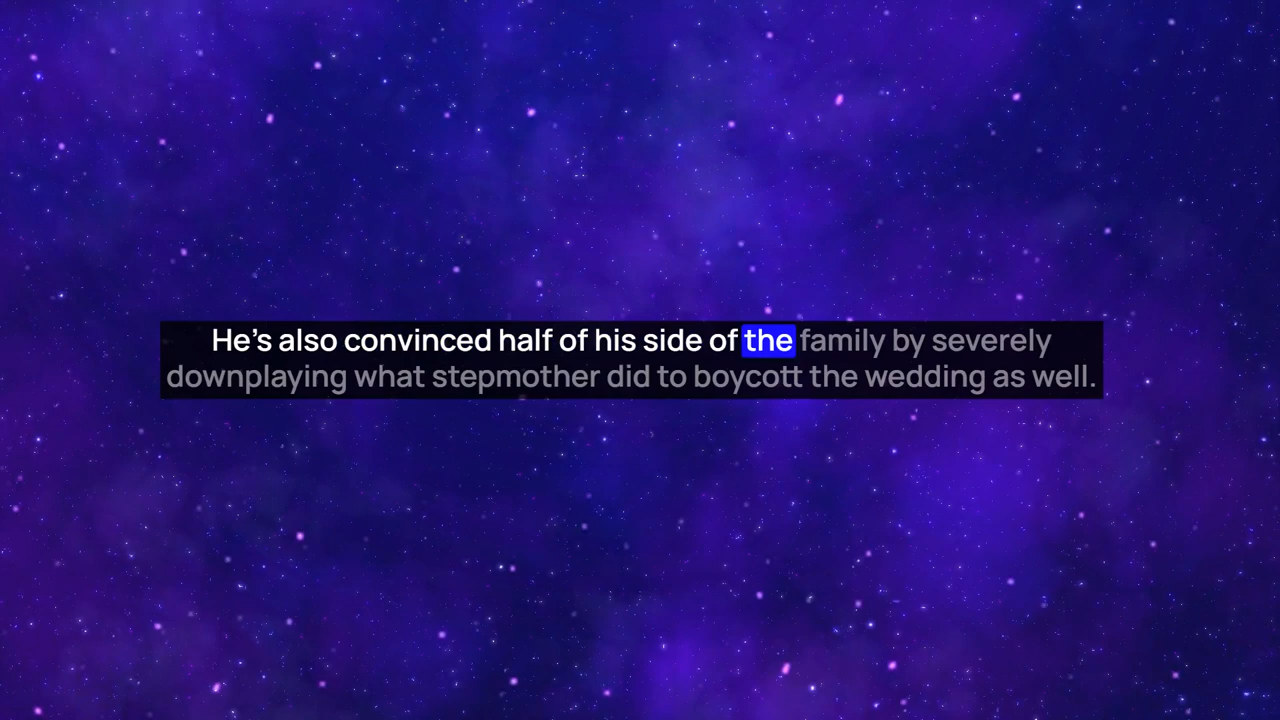 He's also convinced half of his side of the family by severely
downplaying what stepmother did to boycott the wedding as well.